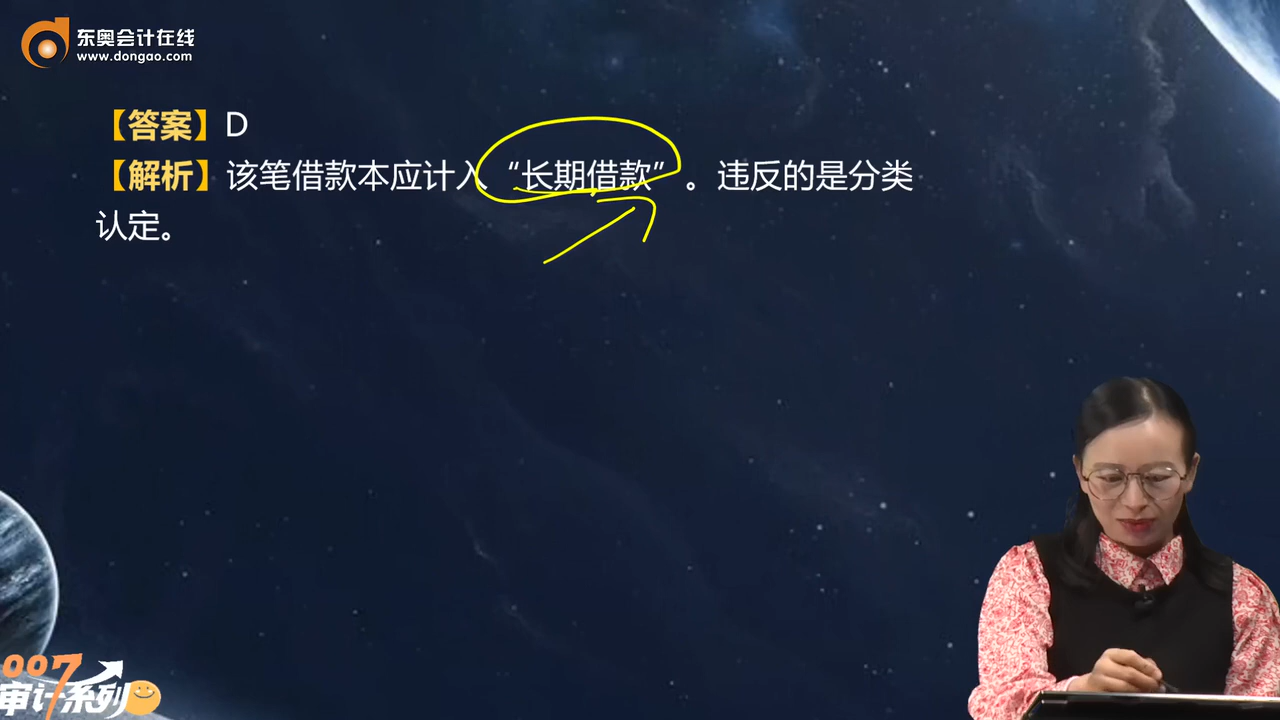 东奥会计在线
www.dongao.com
【答案】D
【解析】该笔借款本应计入“长期借款”。违反的是分类
认定。
007
审计系列